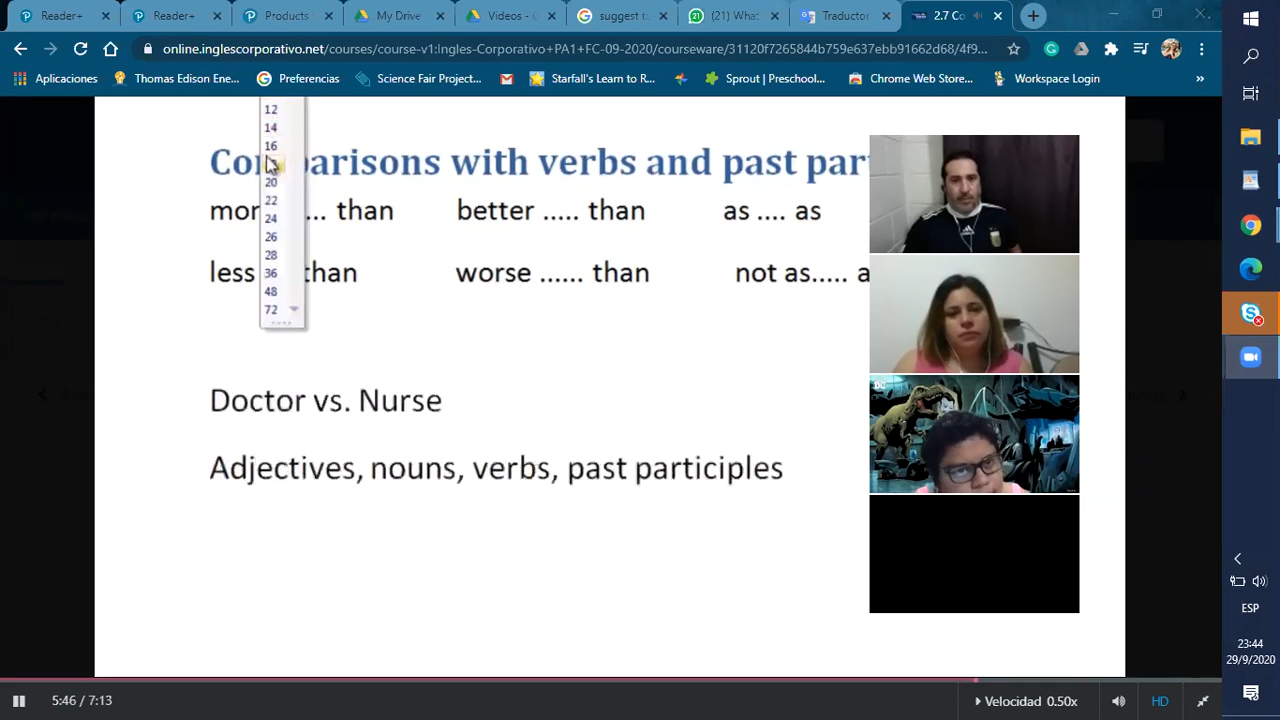 Reader+
Reader+
Products
My Drive
Videos - G
suggest t
(21) What
Traductor
2.7 Co
online.inglescorporativo.net/courses/course-v1:Ingles-Corporativo+PA1+FC-09-2020/courseware/31120f7265844b759e637ebb91662d68/4f9...
Aplicaciones
Thomas Edison Ene...
Preferencias
Science Fair Project...
Starfall's Learn to R...
Sprout | Preschool...
Chrome Web Store...
Workspace Login
»
12
14
16
20
22
24
26
28
36
48
72
Comparisons with verbs and past par
mor ... than better ..... than as .... as
less than worse ...... than not as..... a
Doctor vs. Nurse
Adjectives, nouns, verbs, past participles
DC
ESP
23:44
29/9/2020
5:46 / 7:13
Velocidad 0.50x
HD